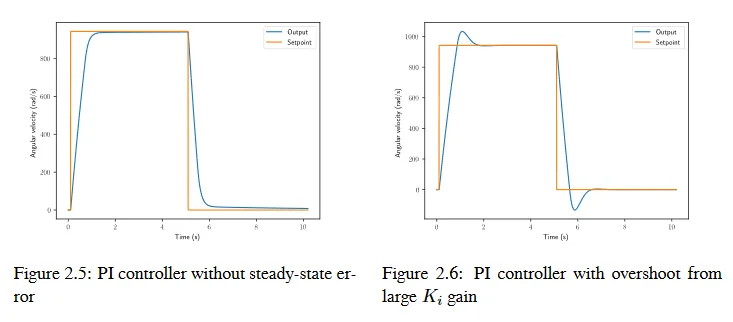 Output
Setpoint
800
600
400
200
0
Angular velocity (rad/s)
0
2
4
6
8
10
Time (s)
Figure 2.5: PI controller without steady-state er-
ror
Output
Setpoint
1000
800
600
400
200
0
Angular velocity (rad/s)
0
2
4
6
8
10
Time (s)
Figure 2.6: PI controller with overshoot from
large K_i gain